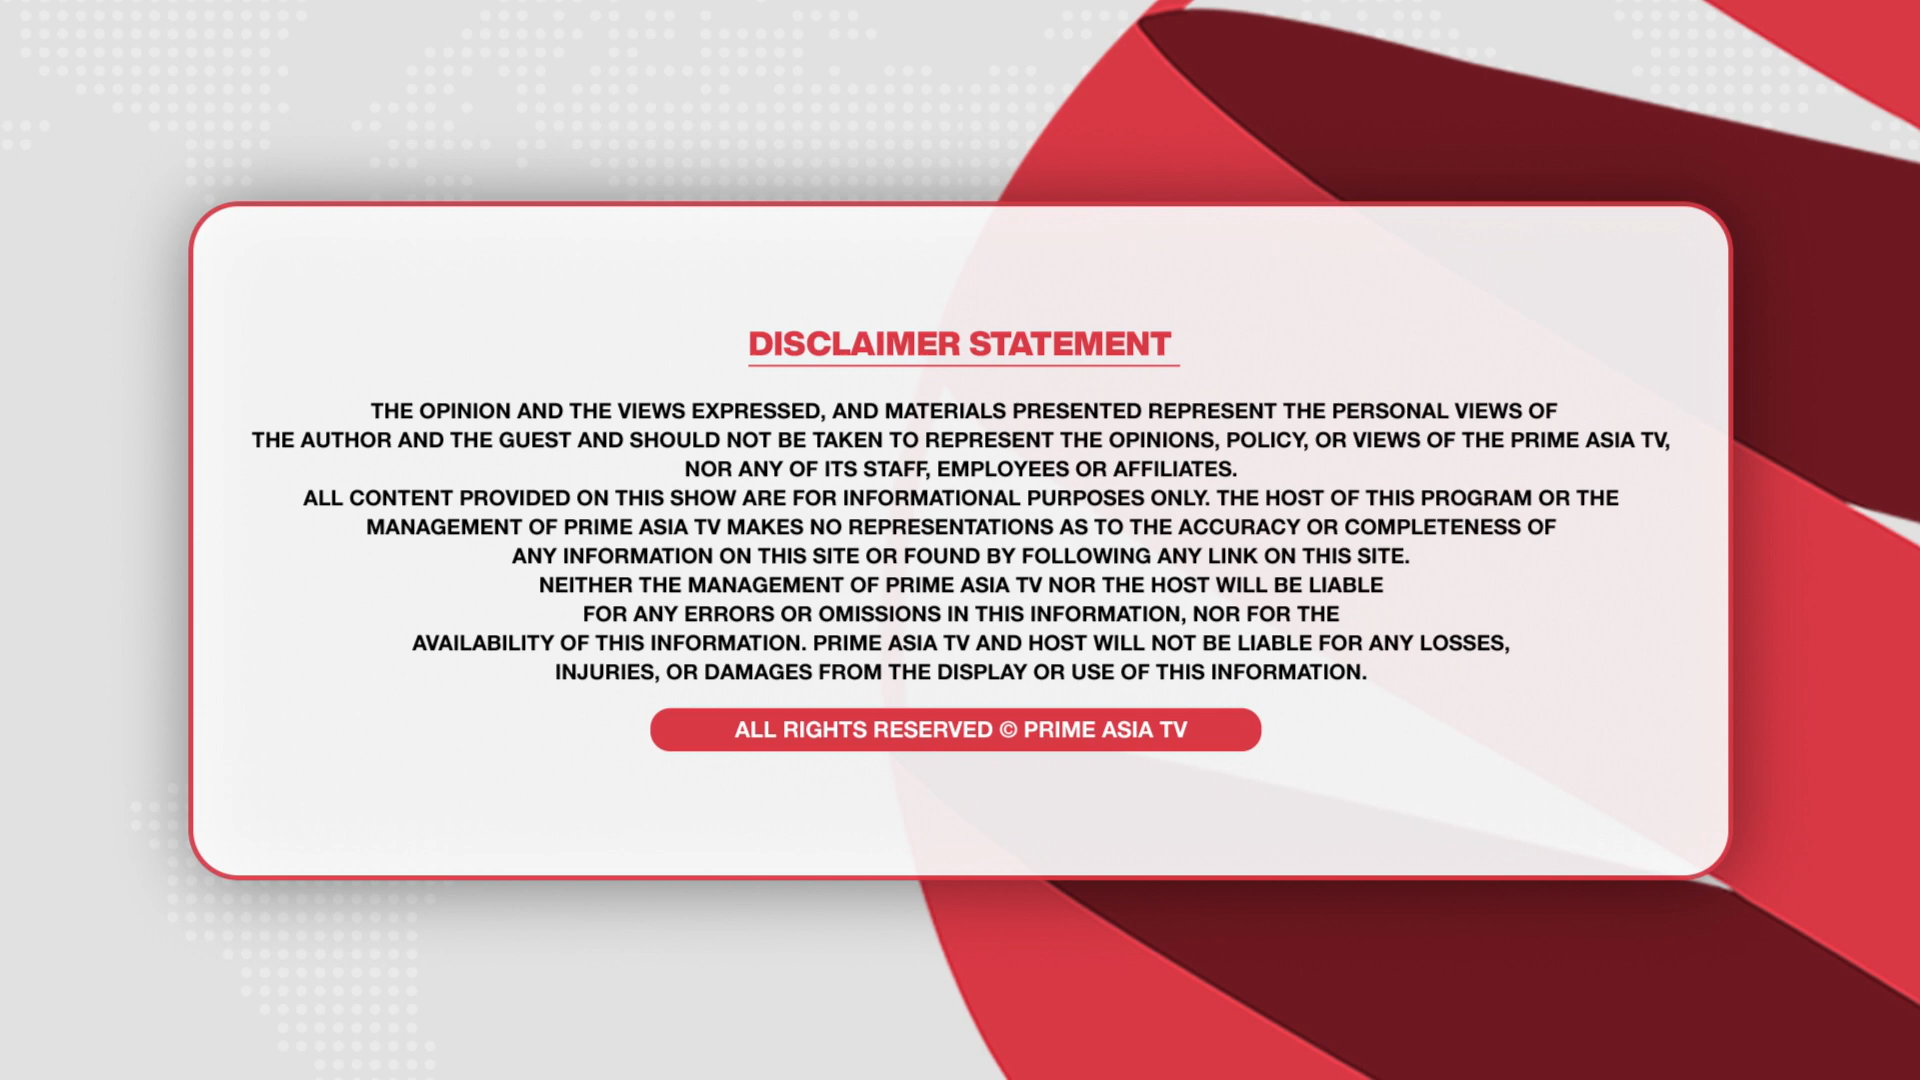 DISCLAIMER STATEMENT
THE OPINION AND THE VIEWS EXPRESSED, AND MATERIALS PRESENTED REPRESENT THE PERSONAL VIEWS OF
THE AUTHOR AND THE GUEST AND SHOULD NOT BE TAKEN TO REPRESENT THE OPINIONS, POLICY, OR VIEWS OF THE PRIME ASIA TV,
NOR ANY OF ITS STAFF, EMPLOYEES OR AFFILIATES.
ALL CONTENT PROVIDED ON THIS SHOW ARE FOR INFORMATIONAL PURPOSES ONLY. THE HOST OF THIS PROGRAM OR THE
MANAGEMENT OF PRIME ASIA TV MAKES NO REPRESENTATIONS AS TO THE ACCURACY OR COMPLETENESS OF
ANY INFORMATION ON THIS SITE OR FOUND BY FOLLOWING ANY LINK ON THIS SITE.
NEITHER THE MANAGEMENT OF PRIME ASIA TV NOR THE HOST WILL BE LIABLE
FOR ANY ERRORS OR OMISSIONS IN THIS INFORMATION, NOR FOR THE
AVAILABILITY OF THIS INFORMATION. PRIME ASIA TV AND HOST WILL NOT BE LIABLE FOR ANY LOSSES,
INJURIES, OR DAMAGES FROM THE DISPLAY OR USE OF THIS INFORMATION.
ALL RIGHTS RESERVED © PRIME ASIA TV